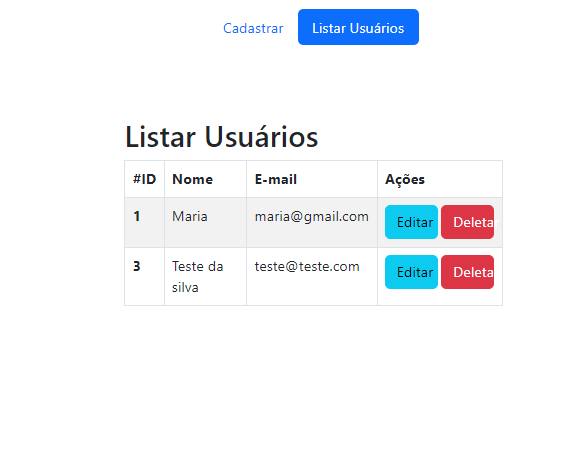 Cadastrar Listar Usuários
Listar Usuários
#ID Nome E-mail Ações
1 Maria maria@gmail.com Editar Deleta
3 Teste da silva teste@teste.com Editar Deleta